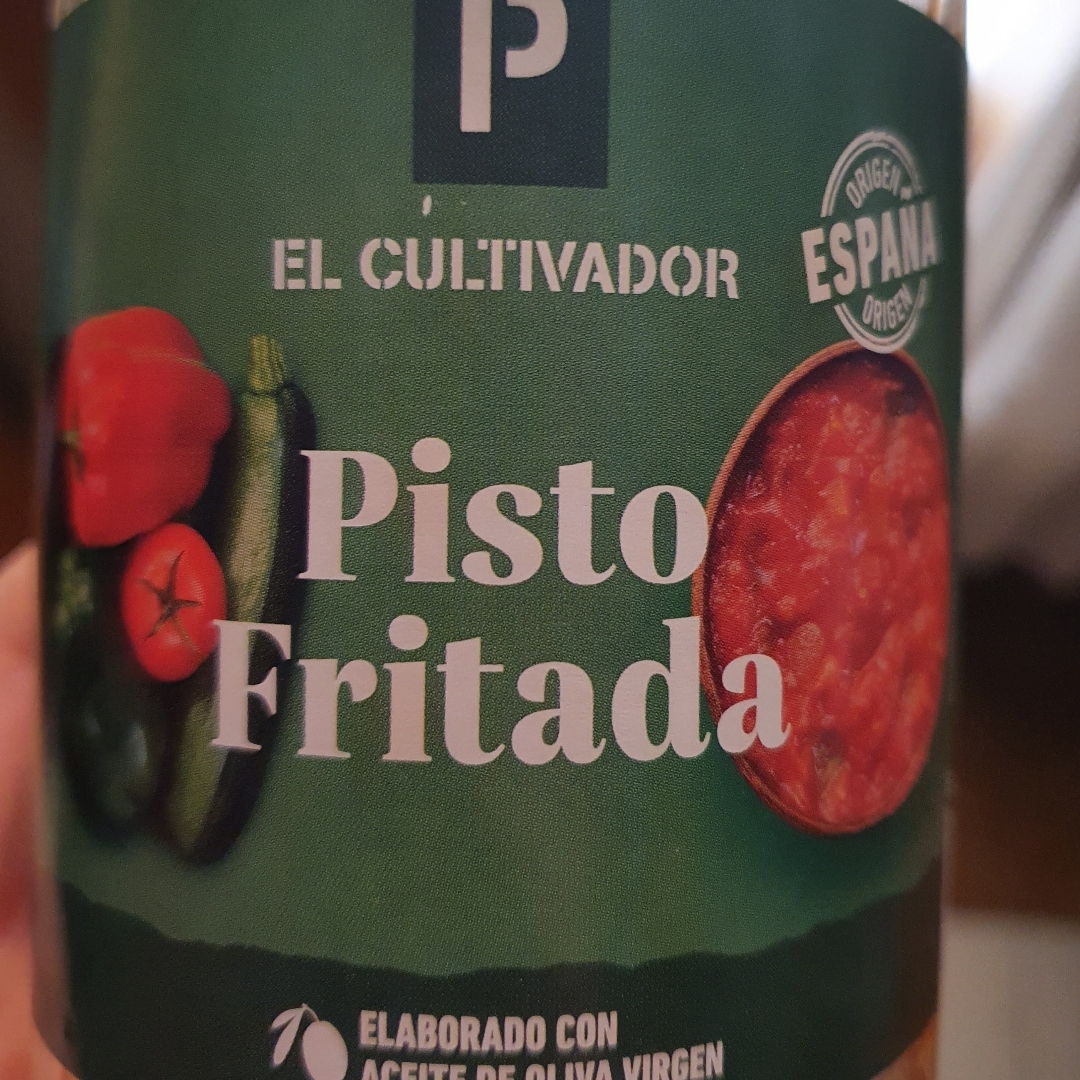 P
EL CULTIVADOR
ORIGEN
ESPAÑA
ORIGEN
Pisto
Fritada
ELABORADO CON
ACEITE DE OLIVA VIRGEN